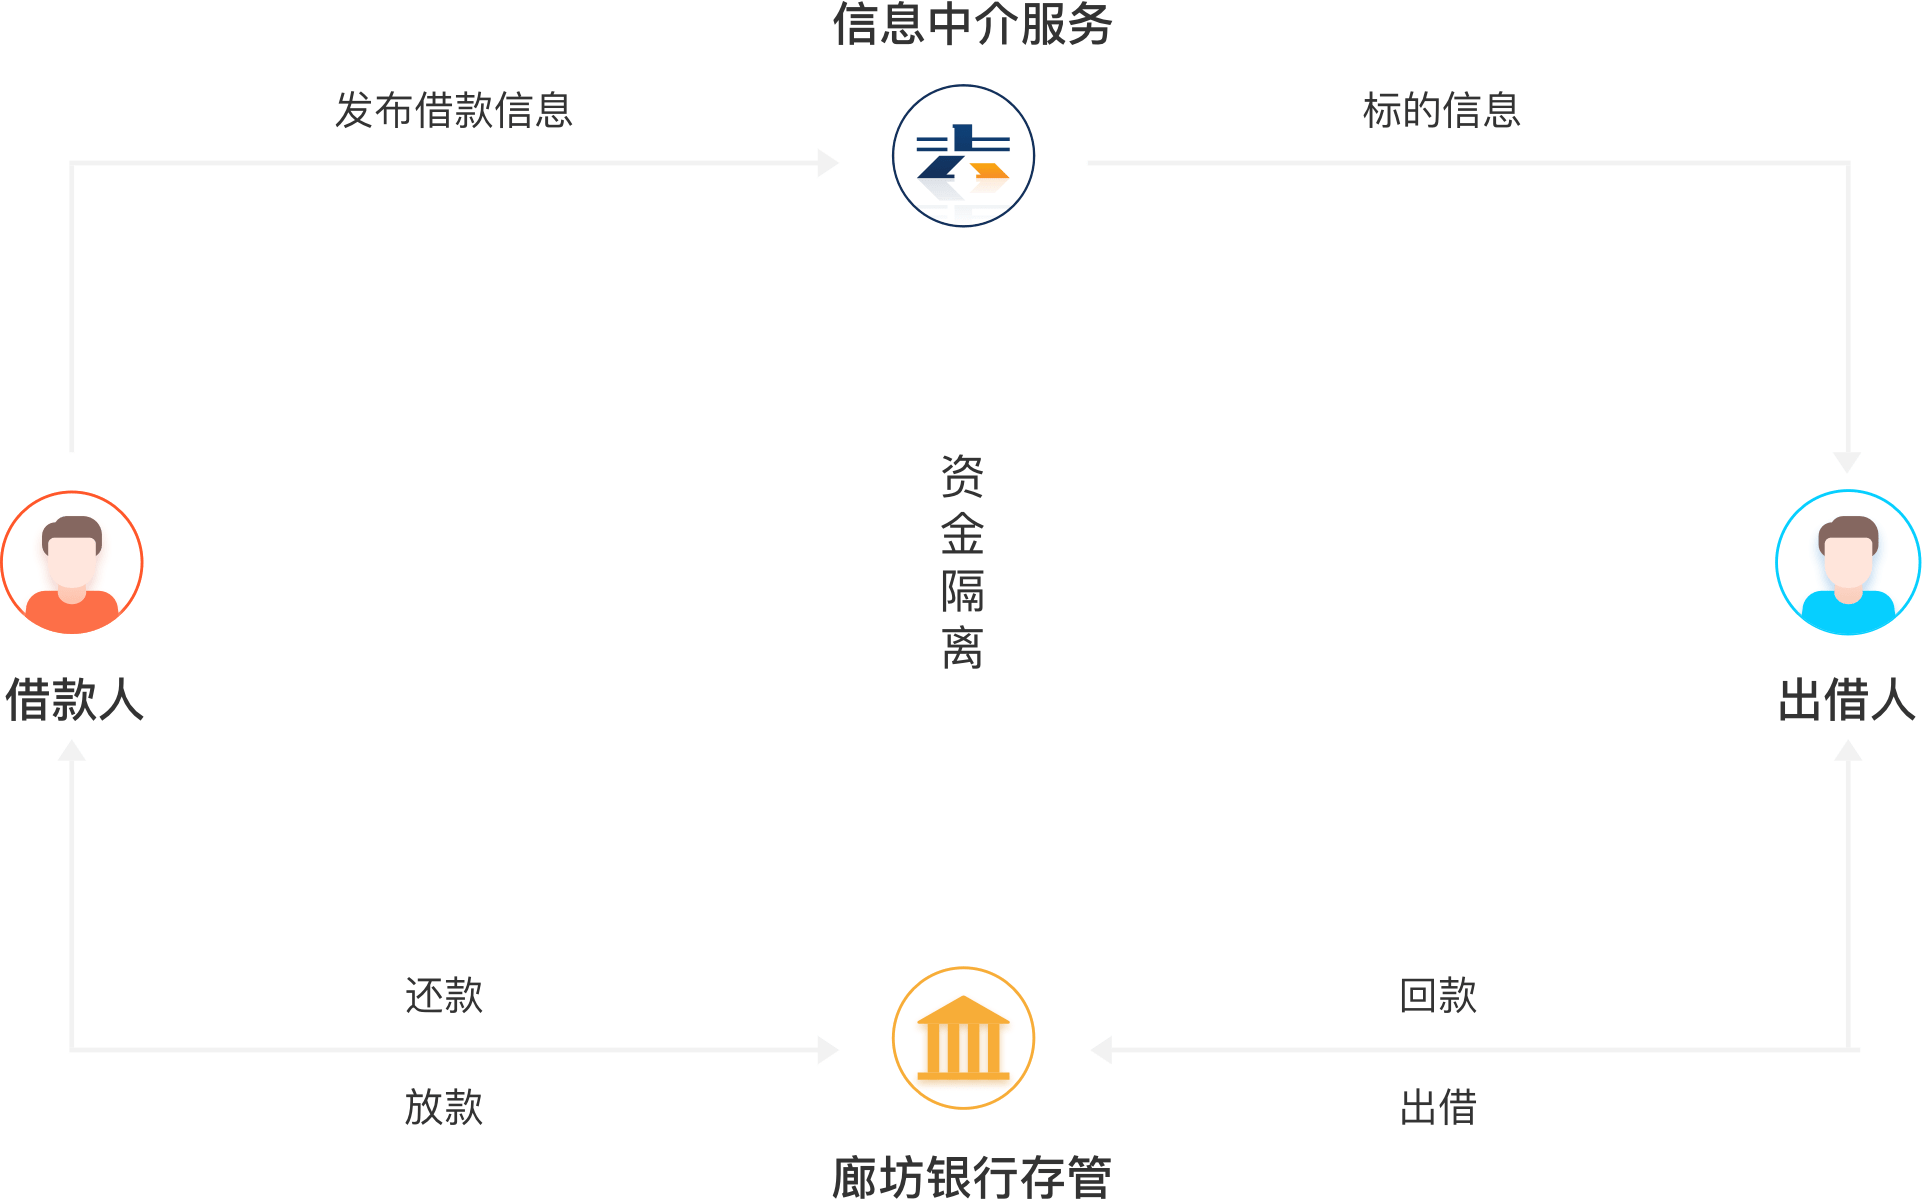 信息中介服务
发布借款信息
标的信息
资
金
隔
离
借款人
出借人
还款
回款
放款
出借
廊坊银行存管